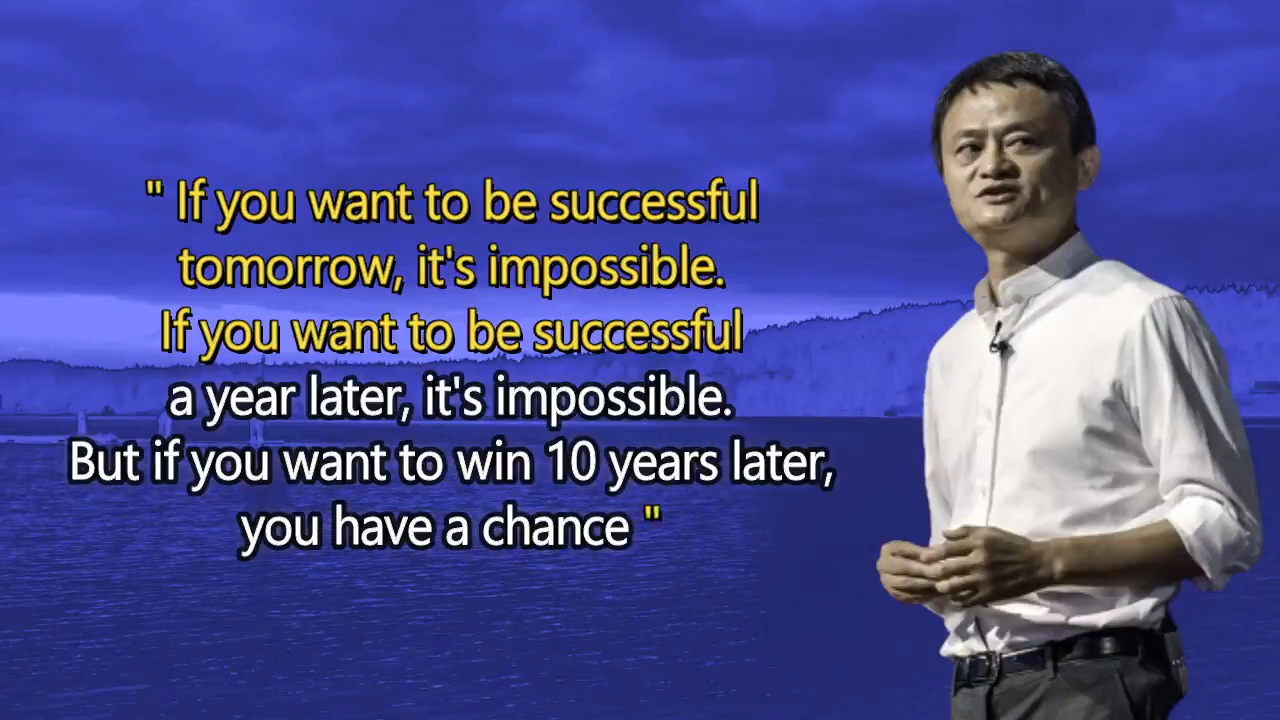 " If you want to be successful
tomorrow, it's impossible.
If you want to be successful
a year later, it's impossible.
But if you want to win 10 years later,
you have a chance "